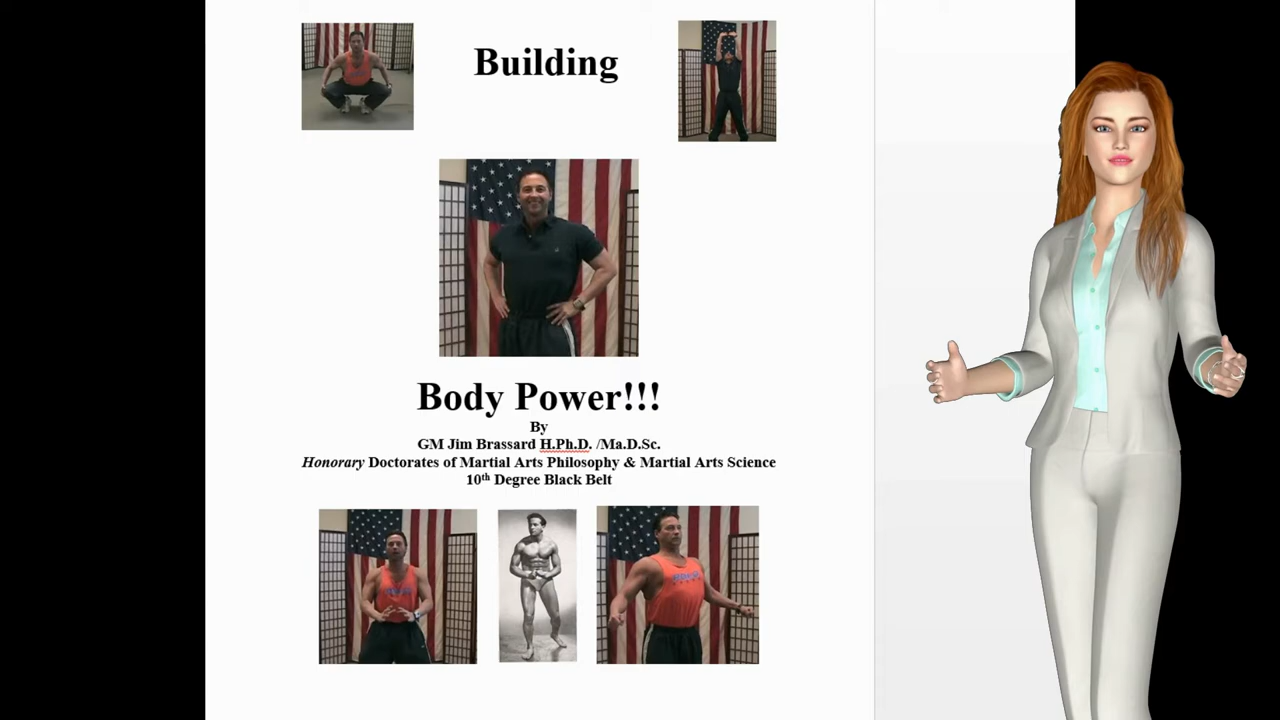 Building
Body Power!!!
By
GM Jim Brassard H.Ph.D. /Ma.D.Sc.
Honorary Doctorates of Martial Arts Philosophy & Martial Arts Science
10th Degree Black Belt